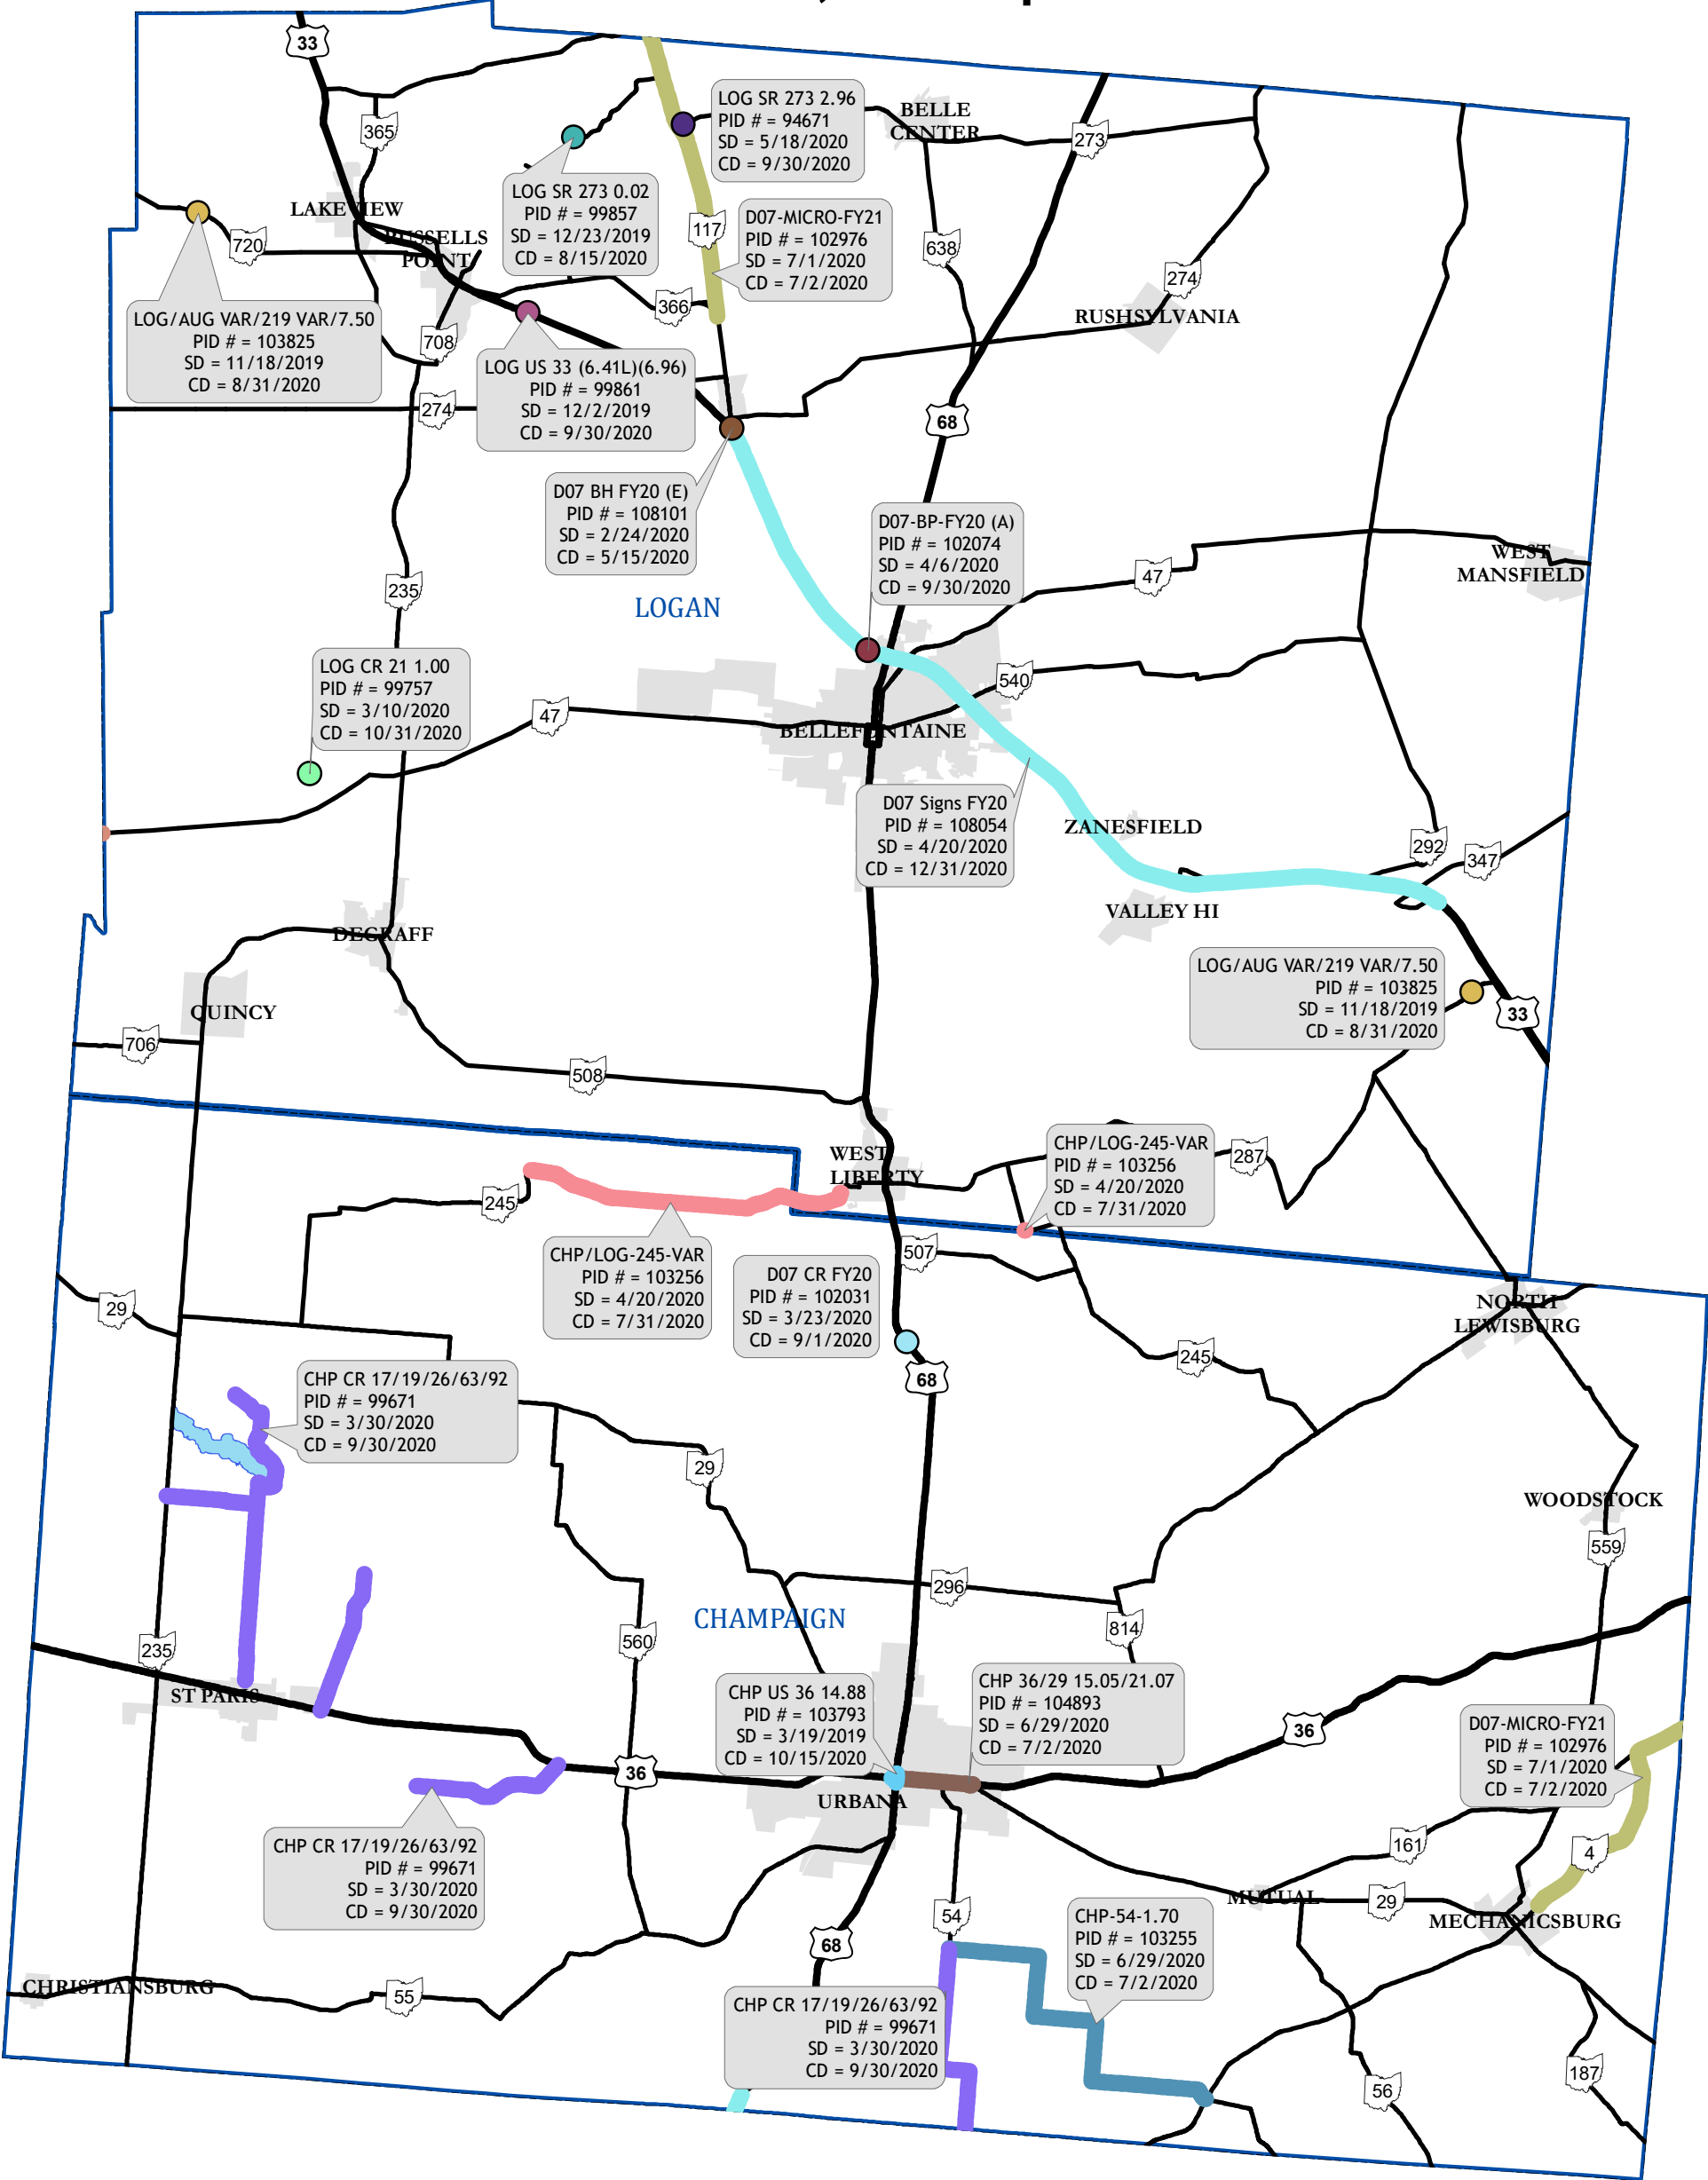 33
365
LOG SR 273 2.96
PID # = 94671
SD = 5/18/2020
CD = 9/30/2020
BELLE
CENTER
273
LAKEVIEW
LOG SR 273 0.02
PID # = 99857
SD = 12/23/2019
CD = 8/15/2020
117
D07-MICRO-FY21
PID # = 102976
SD = 7/1/2020
CD = 7/2/2020
720
RUSSELLS
POINT
638
274
366
RUSHSYLVANIA
LOG/AUG VAR/219 VAR/7.50
PID # = 103825
SD = 11/18/2019
CD = 8/31/2020
708
LOG US 33 (6.41L)(6.96)
PID # = 99861
SD = 12/2/2019
CD = 9/30/2020
274
68
D07 BH FY20 (E)
PID # = 108101
SD = 2/24/2020
CD = 5/15/2020
D07-BP-FY20 (A)
PID # = 102074
SD = 4/6/2020
CD = 9/30/2020
WEST
MANSFIELD
47
235
LOGAN
LOG CR 21 1.00
PID # = 99757
SD = 3/10/2020
CD = 10/31/2020
540
47
BELLEFONTAINE
D07 Signs FY20
PID # = 108054
SD = 4/20/2020
CD = 12/31/2020
ZANESFIELD
292
347
VALLEY HI
DEGRAFF
LOG/AUG VAR/219 VAR/7.50
PID # = 103825
SD = 11/18/2019
CD = 8/31/2020
33
QUINCY
706
508
WEST
LIBERTY
CHP/LOG-245-VAR
PID # = 103256
SD = 4/20/2020
CD = 7/31/2020
287
245
507
CHP/LOG-245-VAR
PID # = 103256
SD = 4/20/2020
CD = 7/31/2020
D07 CR FY20
PID # = 102031
SD = 3/23/2020
CD = 9/1/2020
29
NORTH
LEWISBURG
245
68
CHP CR 17/19/26/63/92
PID # = 99671
SD = 3/30/2020
CD = 9/30/2020
29
WOODSTOCK
559
296
CHAMPAIGN
814
560
235
ST PARIS
CHP US 36 14.88
PID # = 103793
SD = 3/19/2019
CD = 10/15/2020
CHP 36/29 15.05/21.07
PID # = 104893
SD = 6/29/2020
CD = 7/2/2020
36
D07-MICRO-FY21
PID # = 102976
SD = 7/1/2020
CD = 7/2/2020
36
URBANA
161
4
CHP CR 17/19/26/63/92
PID # = 99671
SD = 3/30/2020
CD = 9/30/2020
MUTUAL
29
54
MECHANICSBURG
CHP-54-1.70
PID # = 103255
SD = 6/29/2020
CD = 7/2/2020
68
CHRISTIANSBURG
55
CHP CR 17/19/26/63/92
PID # = 99671
SD = 3/30/2020
CD = 9/30/2020
187
56